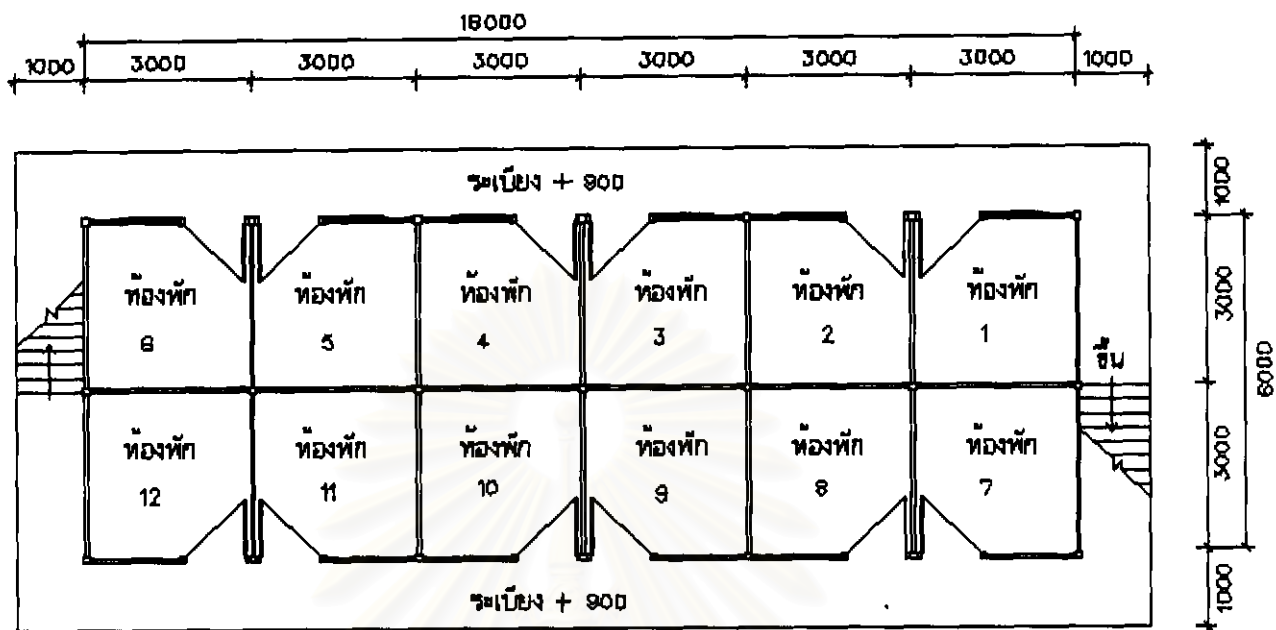 18000
1000 3000 3000 3000 3000 3000 3000 1000
ระเบียง + 900
1000
ห้องพัก ห้องพัก ห้องพัก ห้องพัก ห้องพัก ห้องพัก
6 5 4 3 2 1
3000
ขึ้น
6000
ห้องพัก ห้องพัก ห้องพัก ห้องพัก ห้องพัก ห้องพัก
12 11 10 9 8 7
3000
ระเบียง + 900
1000